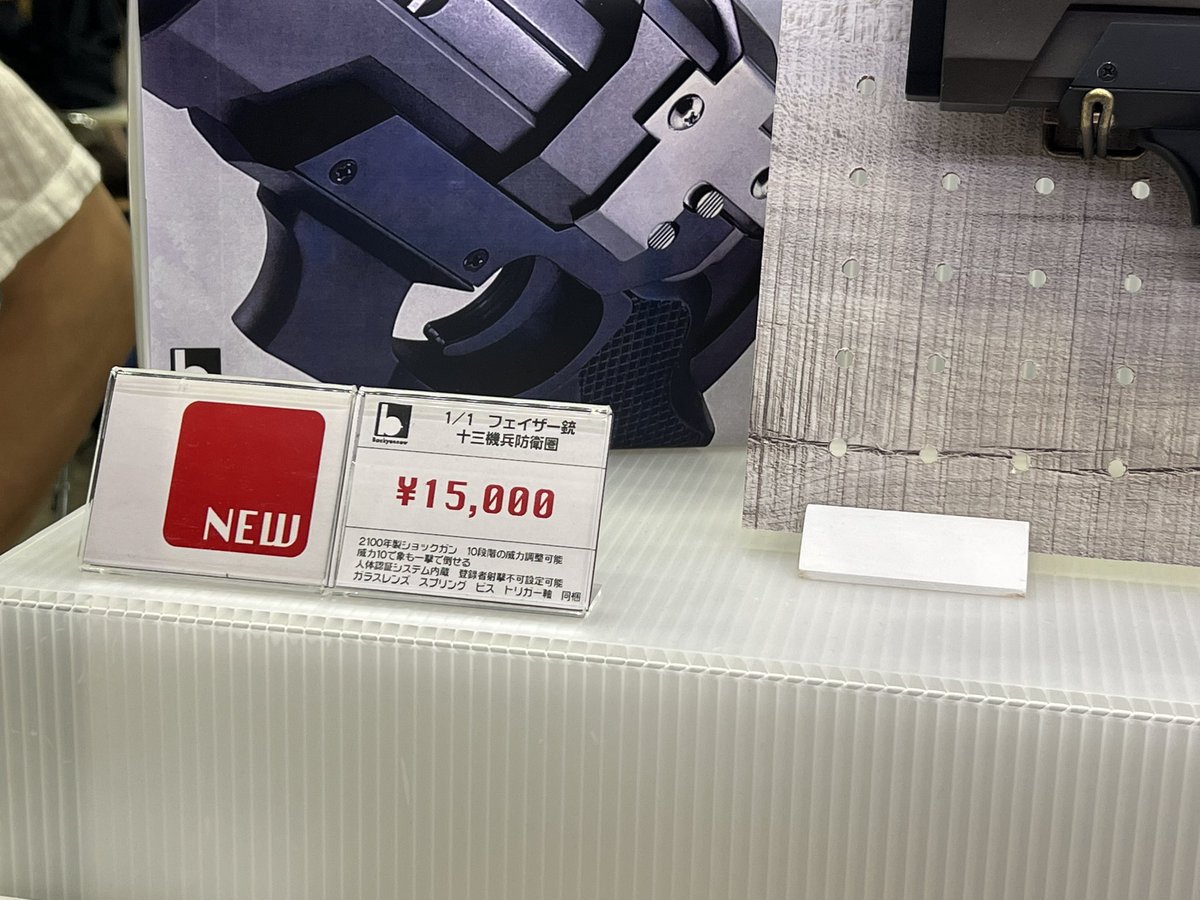 NEW
b
1/1 フェイザー銃
十三機兵防衛圏
¥15,000
2100年製ショックガン 10段階の威力調整可能
威力10で象も一撃で倒せる
人体認証システム内蔵 登録者射撃不可設定可能
ガラスレンズ スプリング ビス トリガー軸 同梱